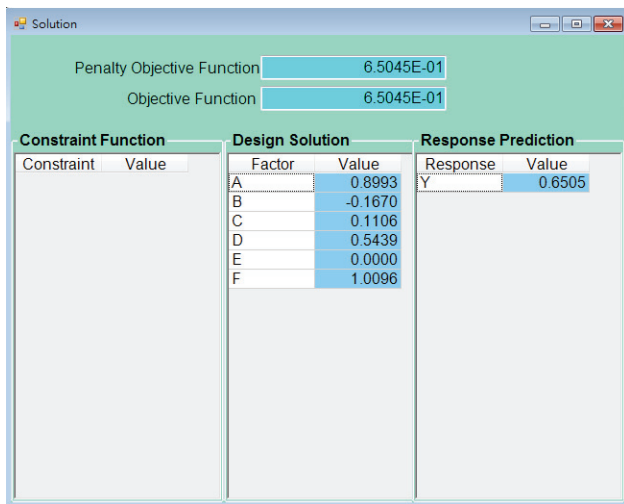 Solution
Penalty Objective Function 6.5045E-01
Objective Function 6.5045E-01
Constraint Function
Constraint Value
Design Solution
Factor Value
A 0.8993
B -0.1670
C 0.1106
D 0.5439
E 0.0000
F 1.0096
Response Prediction
Response Value
Y 0.6505